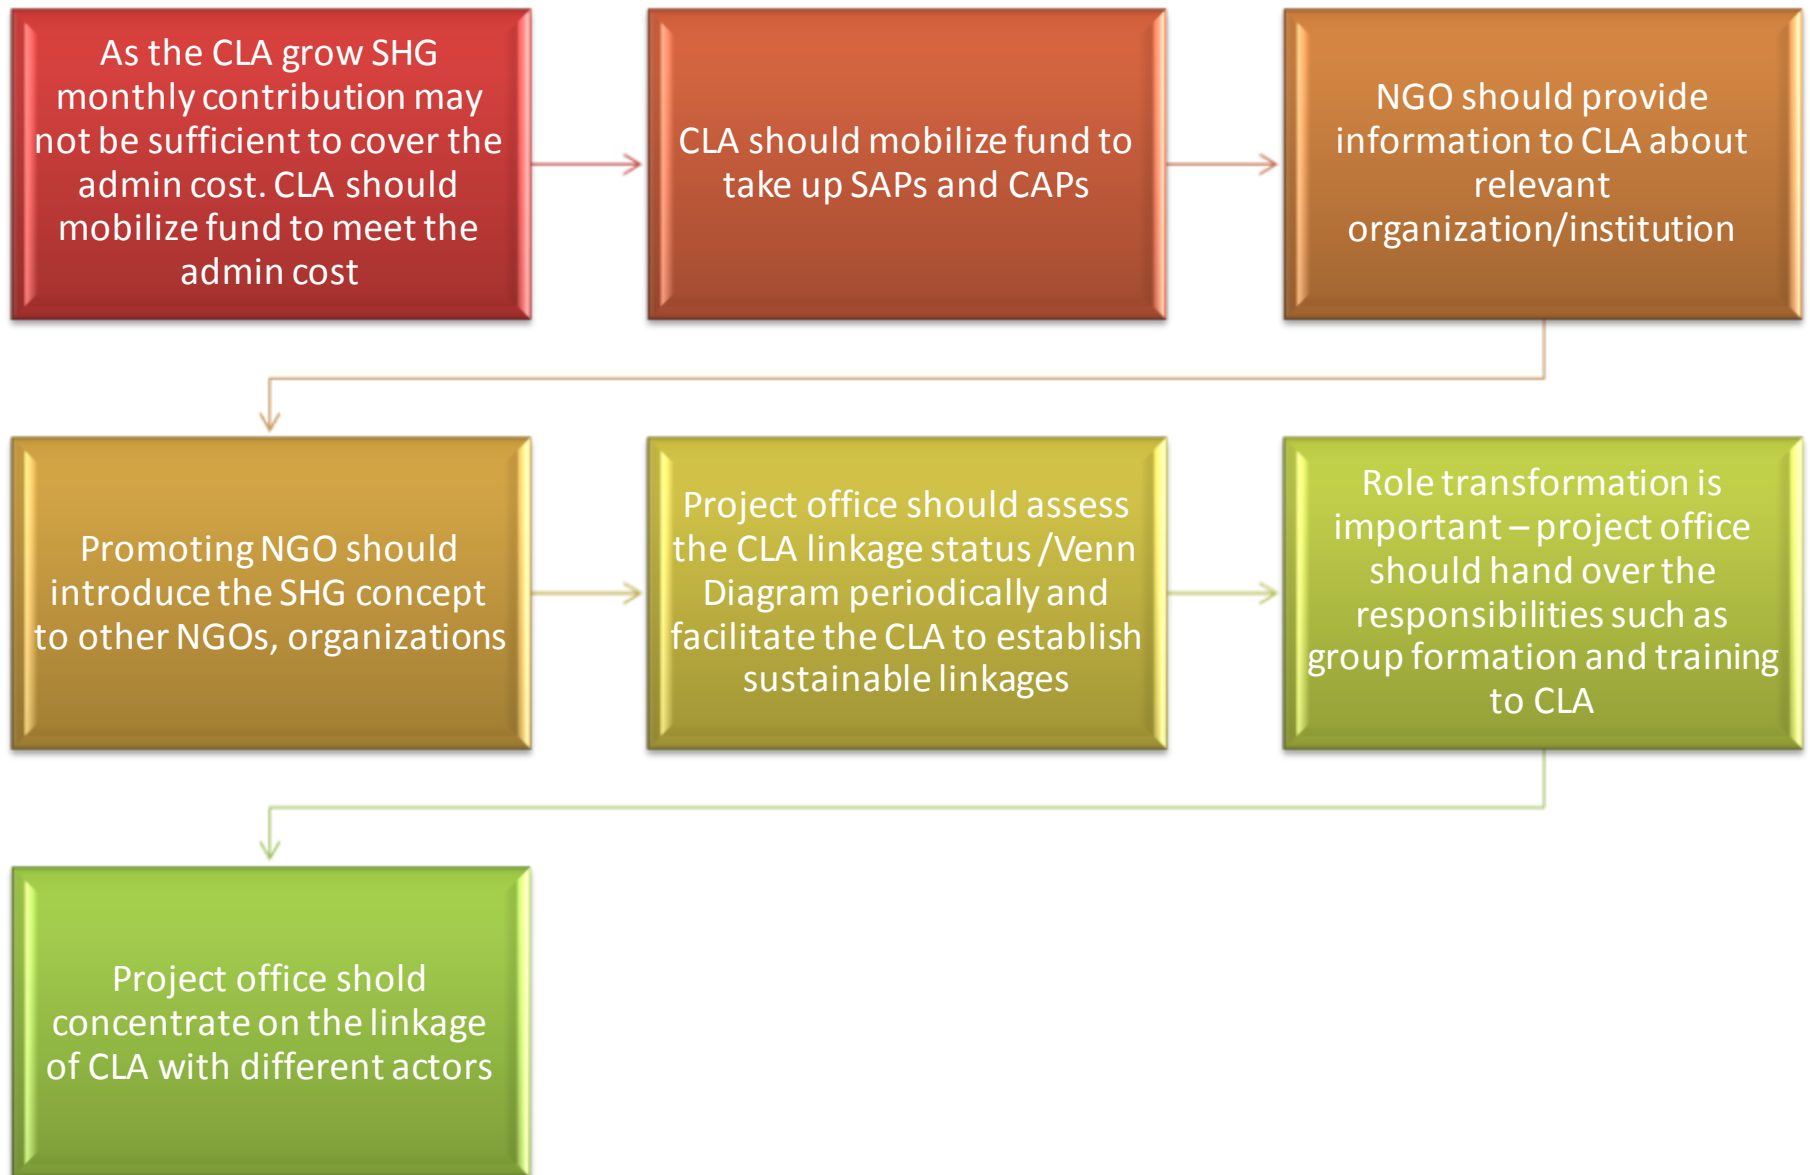 As the CLA grow SHG
monthly contribution may
not be sufficient to cover the
admin cost. CLA should
mobilize fund to meet the
admin cost
CLA should mobilize fund to
take up SAPs and CAPs
NGO should provide
information to CLA about
relevant
organization/institution
Promoting NGO should
introduce the SHG concept
to other NGOs, organizations
Project office should assess
the CLA linkage status /Venn
Diagram periodically and
facilitate the CLA to establish
sustainable linkages
Role transformation is
important – project office
should hand over the
responsibilities such as
group formation and training
to CLA
Project office shold
concentrate on the linkage
of CLA with different actors